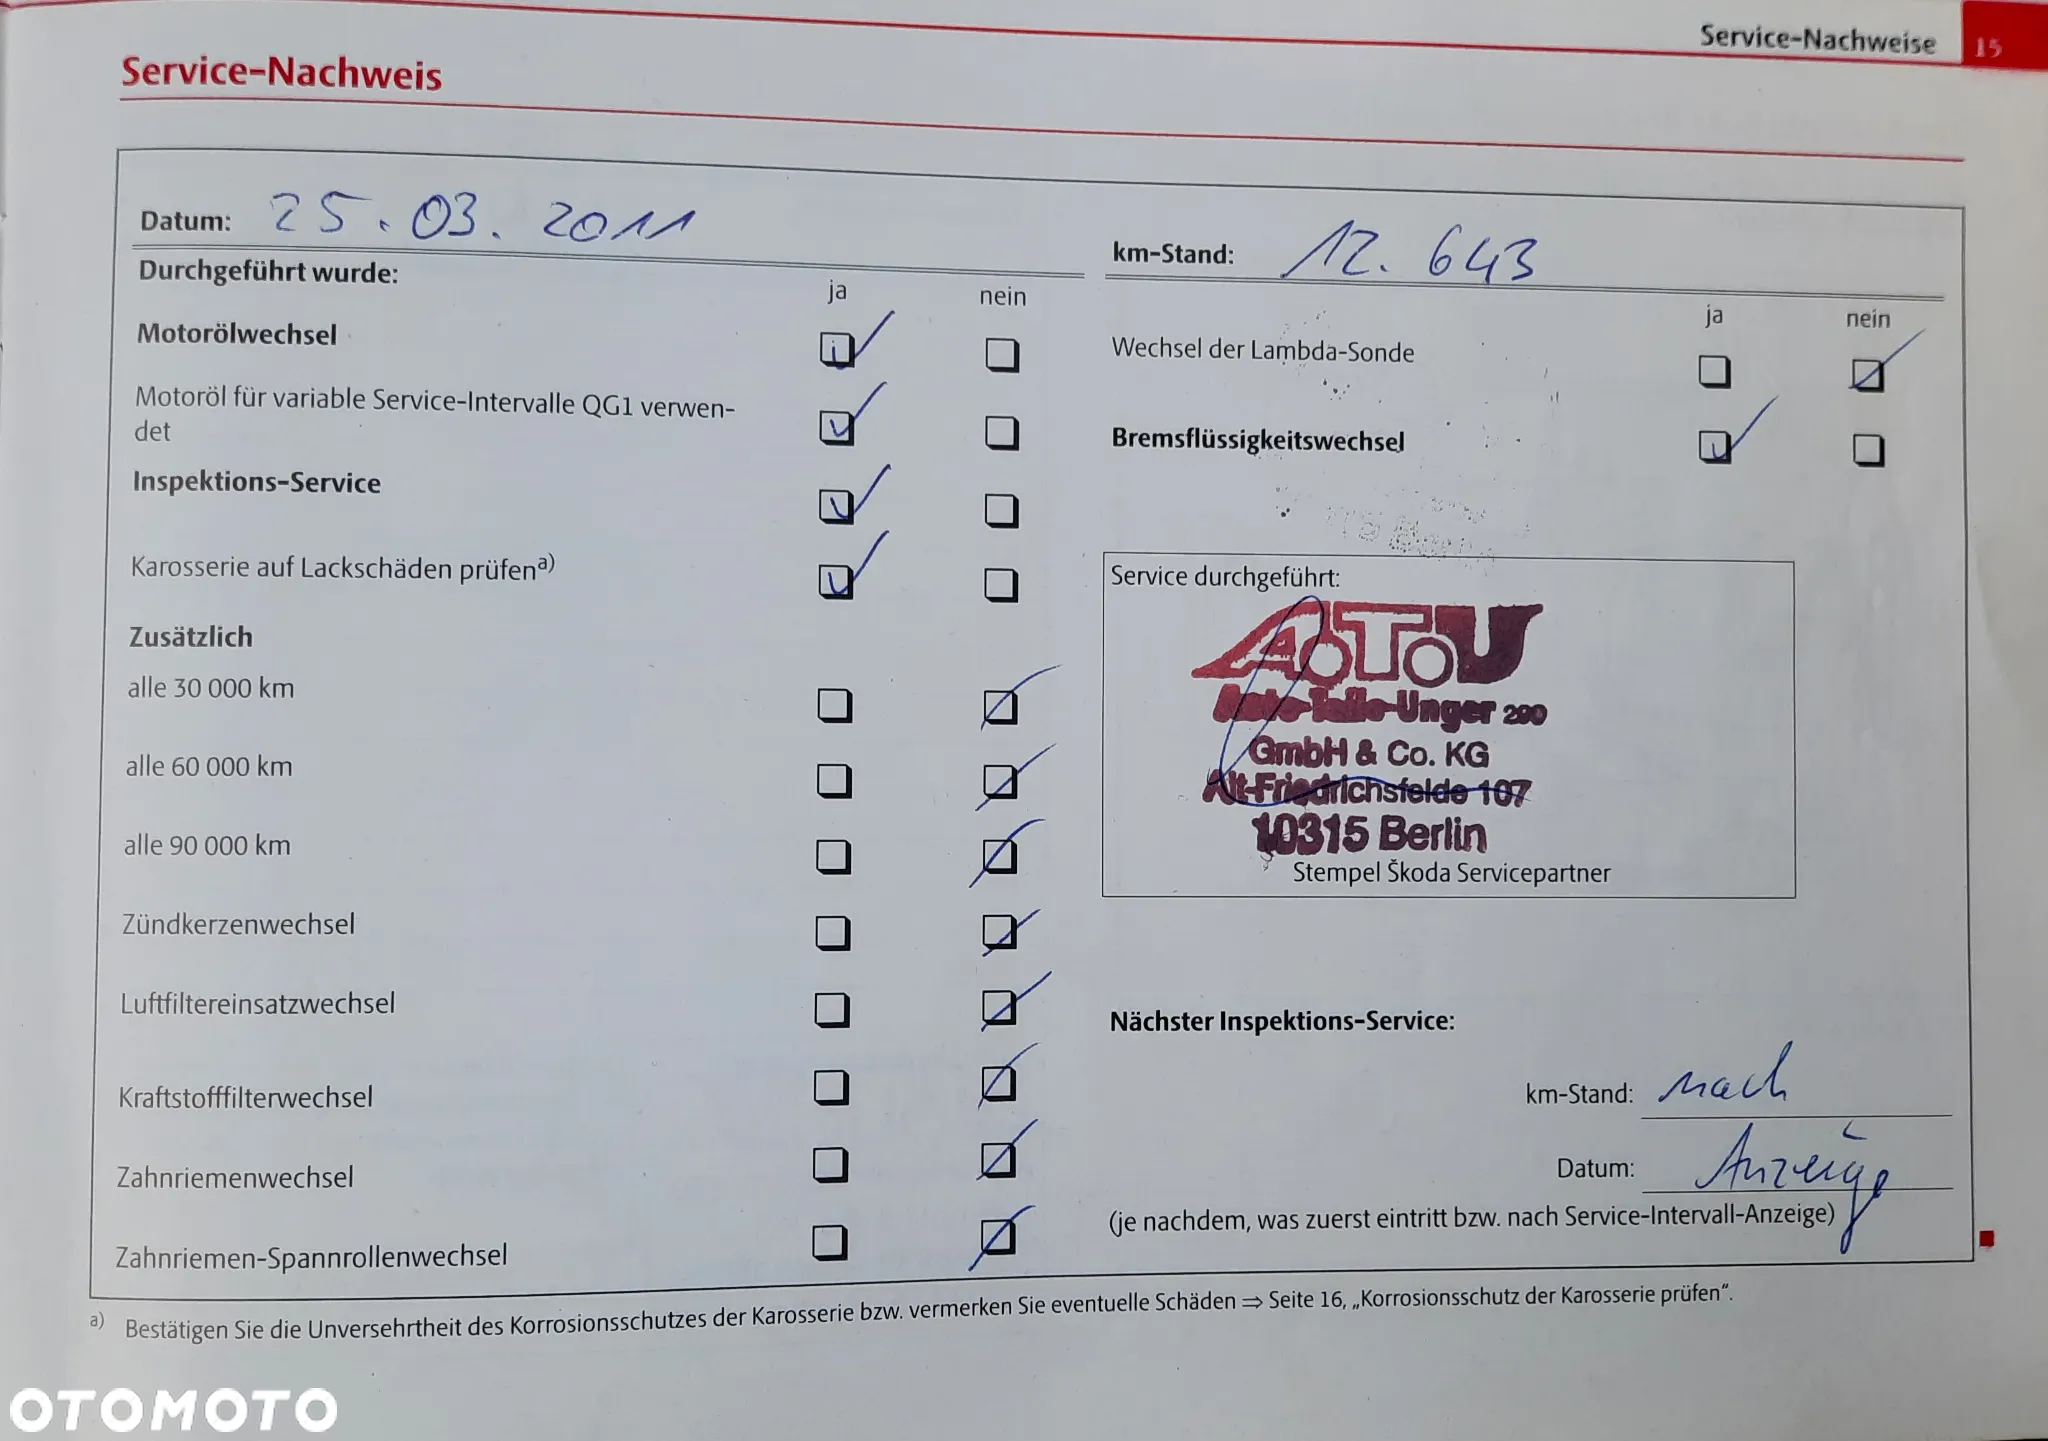 Service-Nachweise 15
Service-Nachweis
Datum: 25.03.2011
km-Stand: 12.643
Durchgeführt wurde:
ja nein
Motorölwechsel
Motoröl für variable Service-Intervalle QG1 verwen-
det
Inspektions-Service
Karosserie auf Lackschäden prüfen a)
Zusätzlich
alle 30 000 km
alle 60 000 km
alle 90 000 km
Zündkerzenwechsel
Luftfiltereinsatzwechsel
Kraftstofffilterwechsel
Zahnriemenwechsel
Zahnriemen-Spannrollenwechsel
ja nein
Wechsel der Lambda-Sonde
Bremsflüssigkeitswechsel
Service durchgeführt:
AoToU
Auto-Teile-Unger
GmbH & Co. KG
Alt-Friedrichsfelde 107
10315 Berlin
Stempel Škoda Servicepartner
Nächster Inspektions-Service:
km-Stand: nach
Datum: Anzeige
(je nachdem, was zuerst eintritt bzw. nach Service-Intervall-Anzeige)
a) Bestätigen Sie die Unversehrtheit des Korrosionsschutzes der Karosserie bzw. vermerken Sie eventuelle Schäden ⇒ Seite 16, „Korrosionsschutz der Karosserie prüfen“.
OTOMOTO